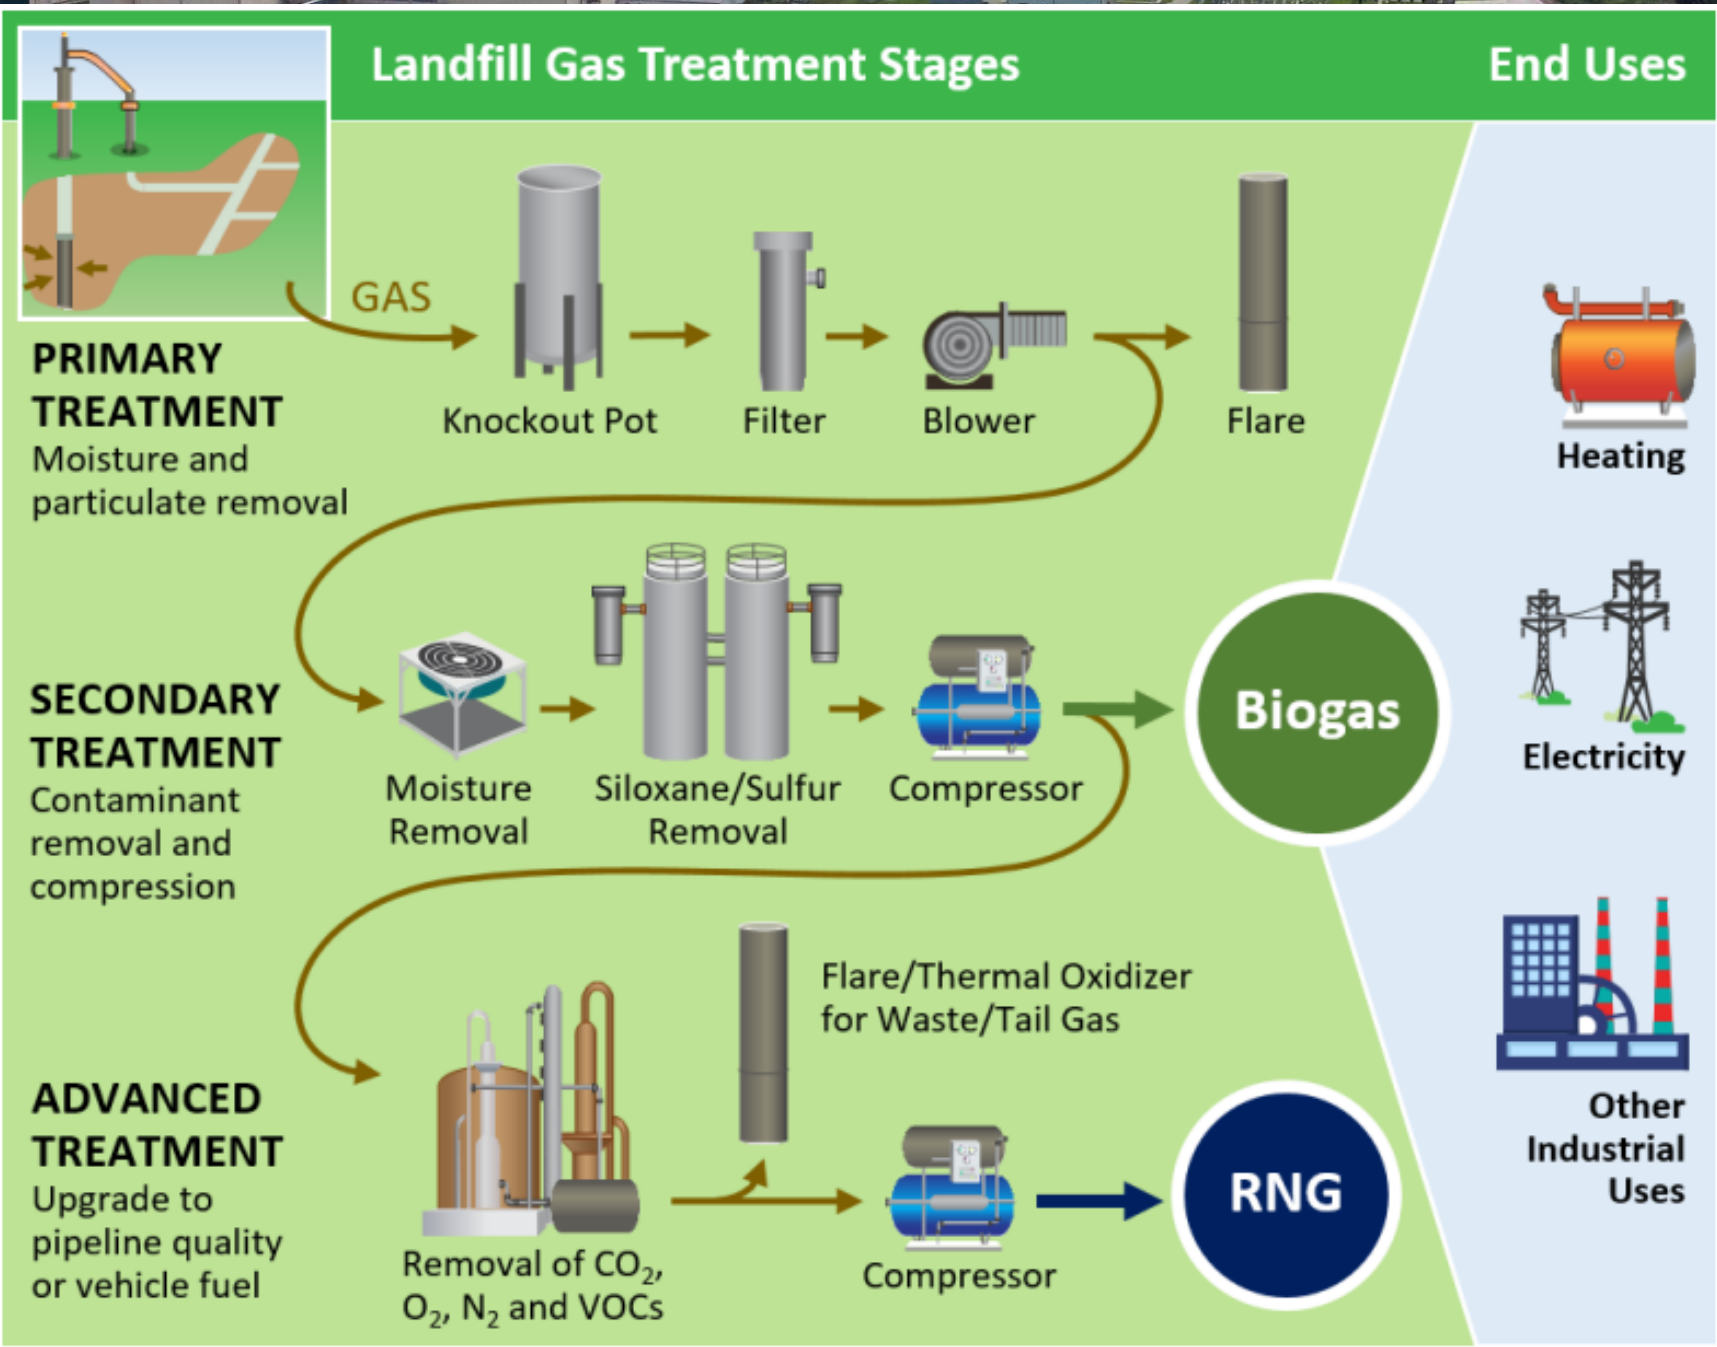 Landfill Gas Treatment Stages
End Uses
GAS
PRIMARY
TREATMENT
Moisture and
particulate removal
Knockout Pot
Filter
Blower
Flare
Heating
SECONDARY
TREATMENT
Contaminant
removal and
compression
Moisture
Removal
Siloxane/Sulfur
Removal
Compressor
Biogas
Electricity
ADVANCED
TREATMENT
Upgrade to
pipeline quality
or vehicle fuel
Removal of CO₂,
O₂, N₂ and VOCs
Flare/Thermal Oxidizer
for Waste/Tail Gas
Compressor
RNG
Other
Industrial
Uses